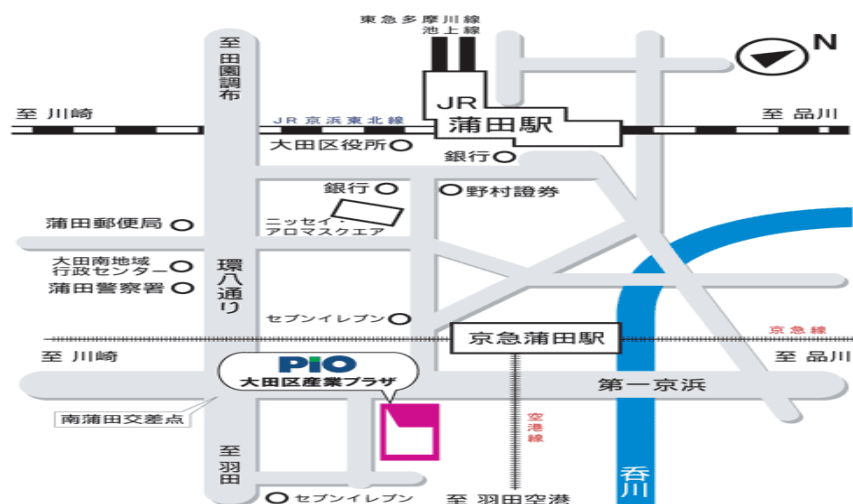 東急多摩川線
池上線
N
至 田園調布
JR
蒲田駅
至 川崎
JR京浜東北線
至 品川
大田区役所
銀行
銀行
野村證券
蒲田郵便局
ニッセイ・
アロマスクエア
大田南地域
行政センター
蒲田警察署
環八通り
セブンイレブン
京急蒲田駅
京急線
至 川崎
至 品川
PiO
大田区産業プラザ
第一京浜
南蒲田交差点
空港線
至 羽田
呑川
セブンイレブン
至 羽田空港